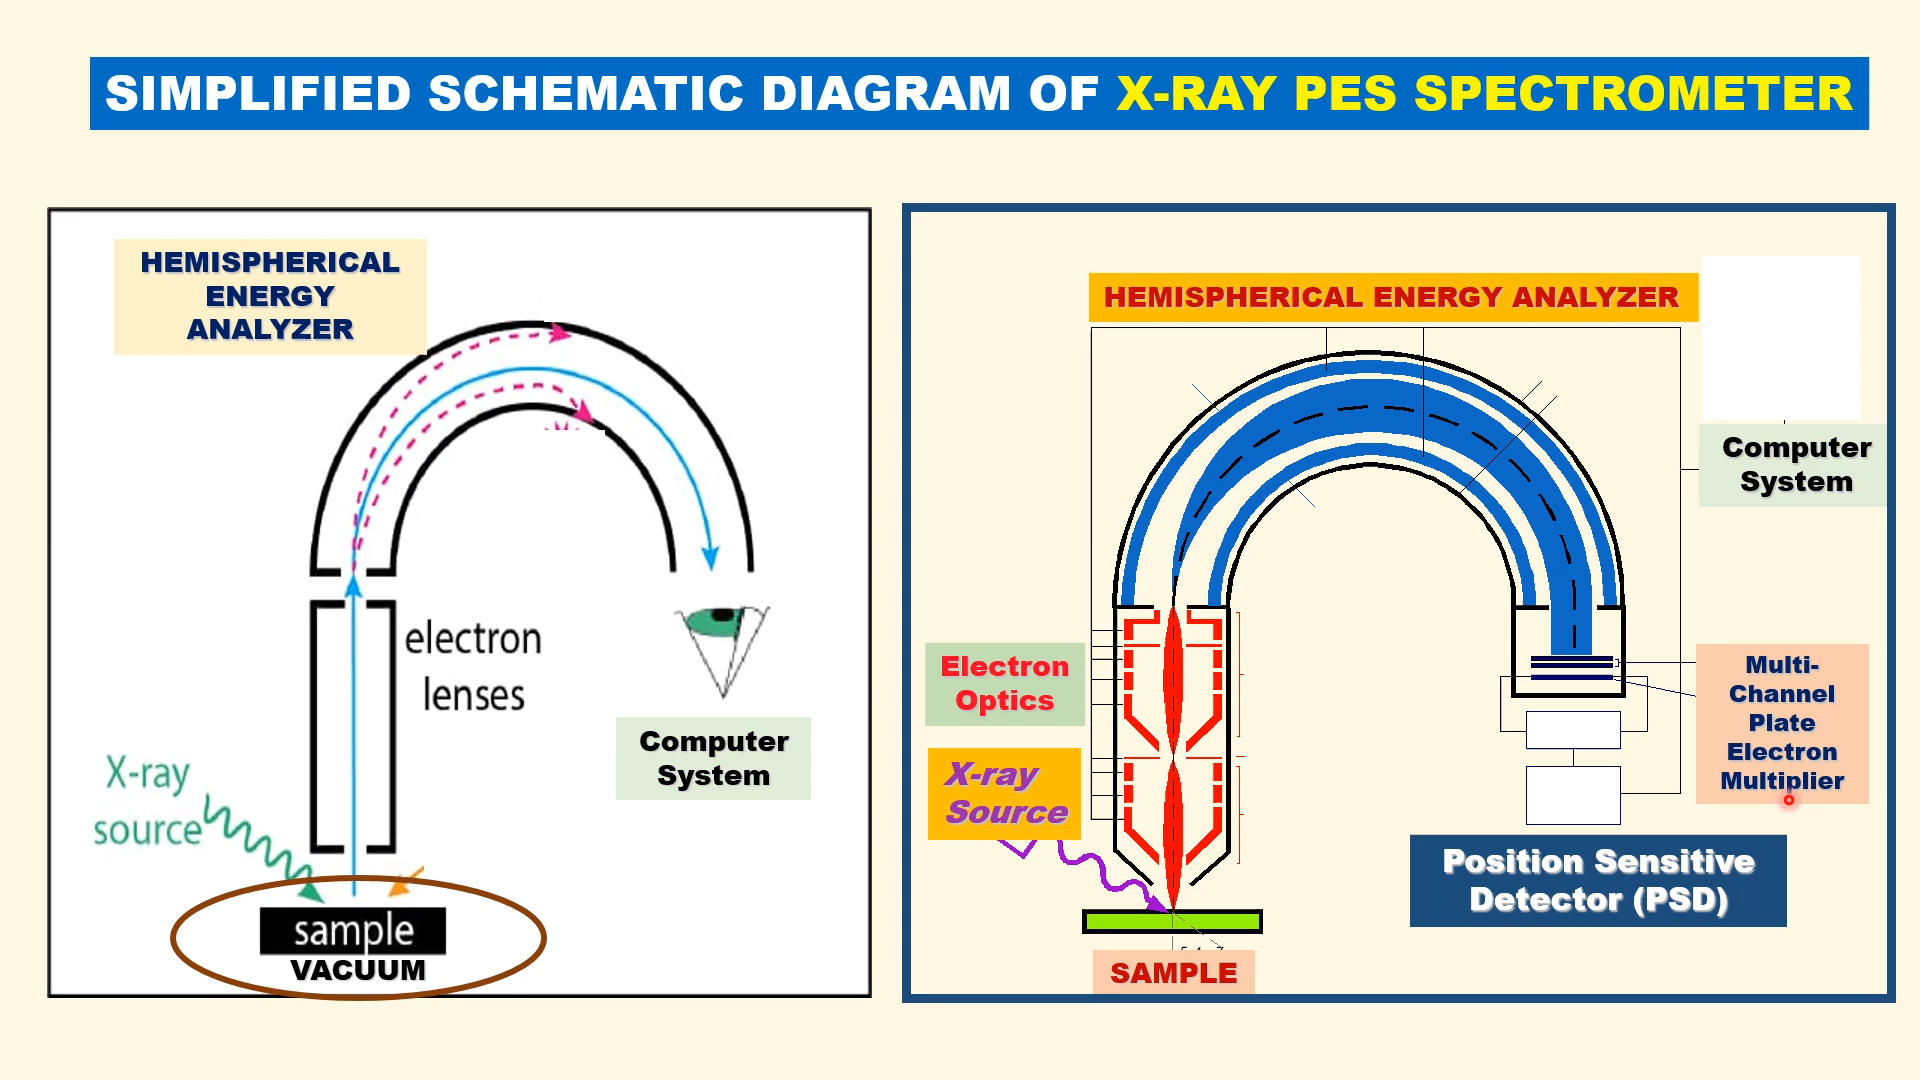 SIMPLIFIED SCHEMATIC DIAGRAM OF X-RAY PES SPECTROMETER
HEMISPHERICAL
ENERGY
ANALYZER
electron
lenses
Computer
System
X-ray
source
sample
VACUUM
HEMISPHERICAL ENERGY ANALYZER
Computer
System
Electron
Optics
X-ray
Source
Multi-
Channel
Plate
Electron
Multiplier
Position Sensitive
Detector (PSD)
SAMPLE